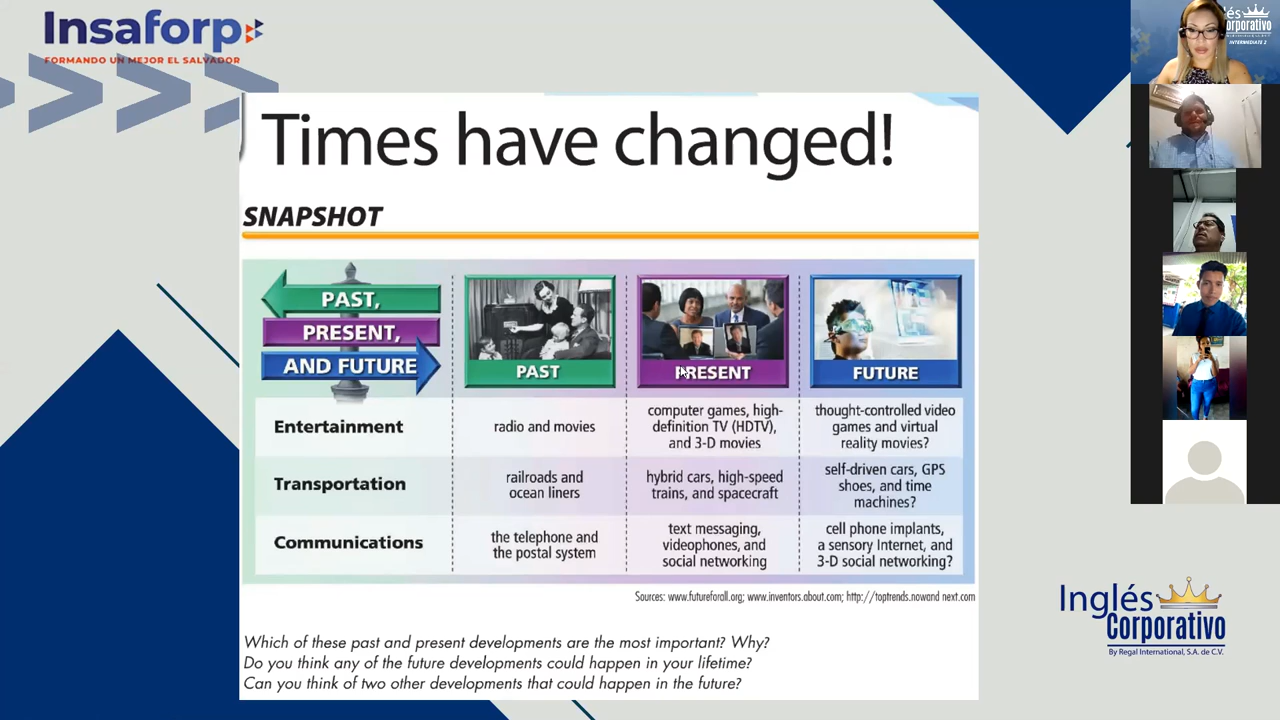 Insaforp
FORMANDO UN MEJOR EL SALVADOR
Times have changed!
SNAPSHOT
PAST,
PRESENT,
AND FUTURE
PAST
PRESENT
FUTURE
Entertainment
radio and movies
computer games, high-
definition TV (HDTV),
and 3-D movies
thought-controlled video
games and virtual
reality movies?
Transportation
railroads and
ocean liners
hybrid cars, high-speed
trains, and spacecraft
self-driven cars, GPS
shoes, and time
machines?
Communications
the telephone and
the postal system
text messaging,
videophones, and
social networking
cell phone implants,
a sensory Internet, and
3-D social networking?
Sources: www.futureforall.org; www.inventors.about.com; http://toptrends.nowand next.com
Which of these past and present developments are the most important? Why?
Do you think any of the future developments could happen in your lifetime?
Can you think of two other developments that could happen in the future?
Inglés
Corporativo
By Regal International, S.A. de C.V.
INTERMEDIATE 2